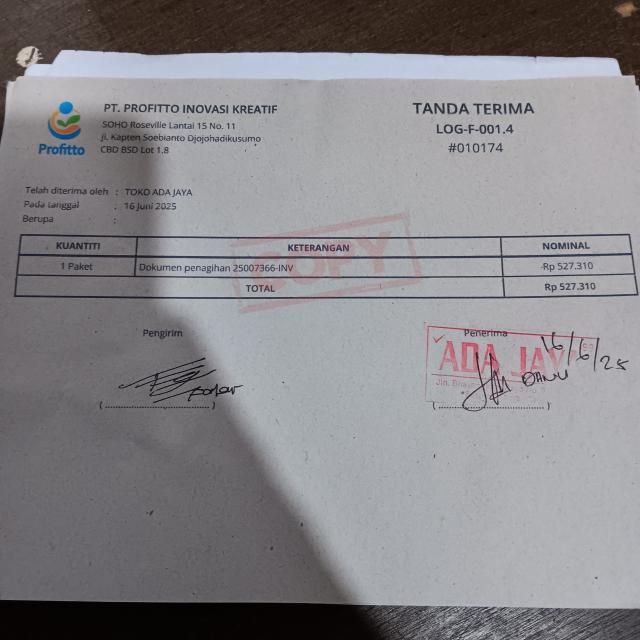 PT. PROFITTO INOVASI KREATIF
SOHO Roseville Lantai 15 No. 11
jl. Kapten Soebianto Djojohadikusumo
CBD BSD Lot 1.8
Profitto
TANDA TERIMA
LOG-F-001.4
#010174
Telah diterima oleh : TOKO ADA JAYA
Pada tanggal : 16 Juni 2025
Berupa :
COPY
KUANTITI KETERANGAN NOMINAL
1 Paket Dokumen penagihan 25007366-INV Rp 527.310
TOTAL Rp 527.310
Pengirim Penerima
ADA JAY
16/6/25
Jln.
(........................................) (........................................)